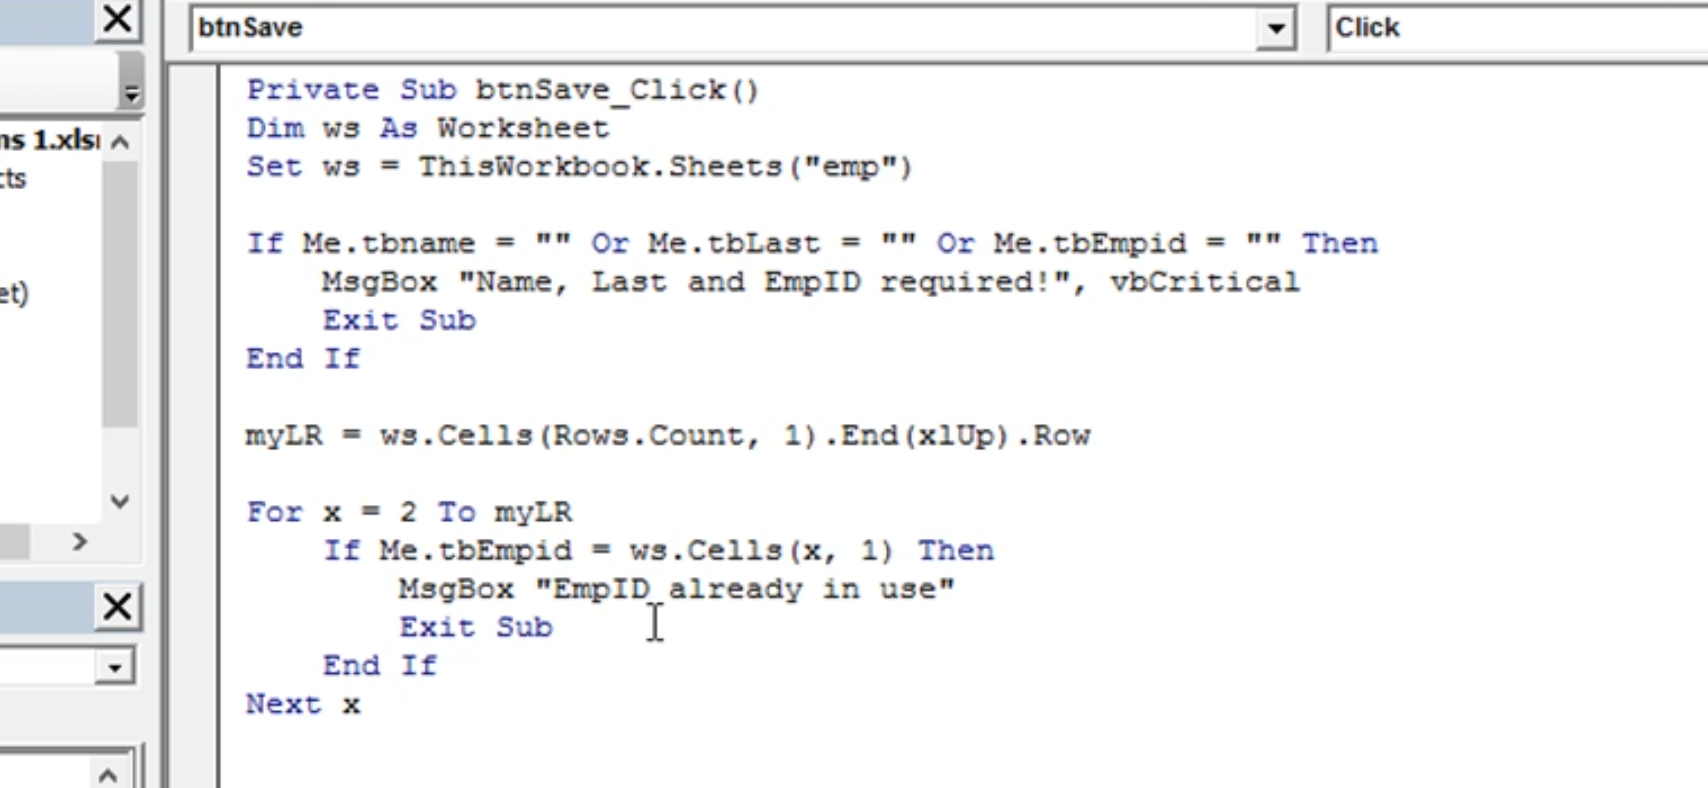 btnSave
Click
ns 1.xls
cts
et)
Private Sub btnSave_Click()
Dim ws As Worksheet
Set ws = ThisWorkbook.Sheets("emp")
If Me.tbname = "" Or Me.tbLast = "" Or Me.tbEmpid = "" Then
MsgBox "Name, Last and EmpID required!", vbCritical
Exit Sub
End If
myLR = ws.Cells(Rows.Count, 1).End(xlUp).Row
For x = 2 To myLR
If Me.tbEmpid = ws.Cells(x, 1) Then
MsgBox "EmpID already in use"
Exit Sub
End If
Next x